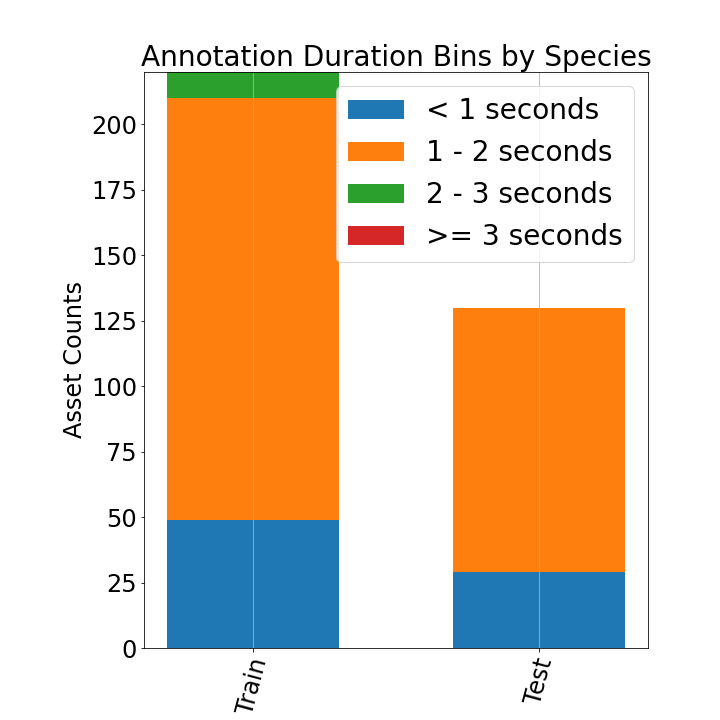 Annotation Duration Bins by Species
< 1 seconds
1 - 2 seconds
2 - 3 seconds
>= 3 seconds
Asset Counts
200
175
150
125
100
75
50
25
0
Train
Test